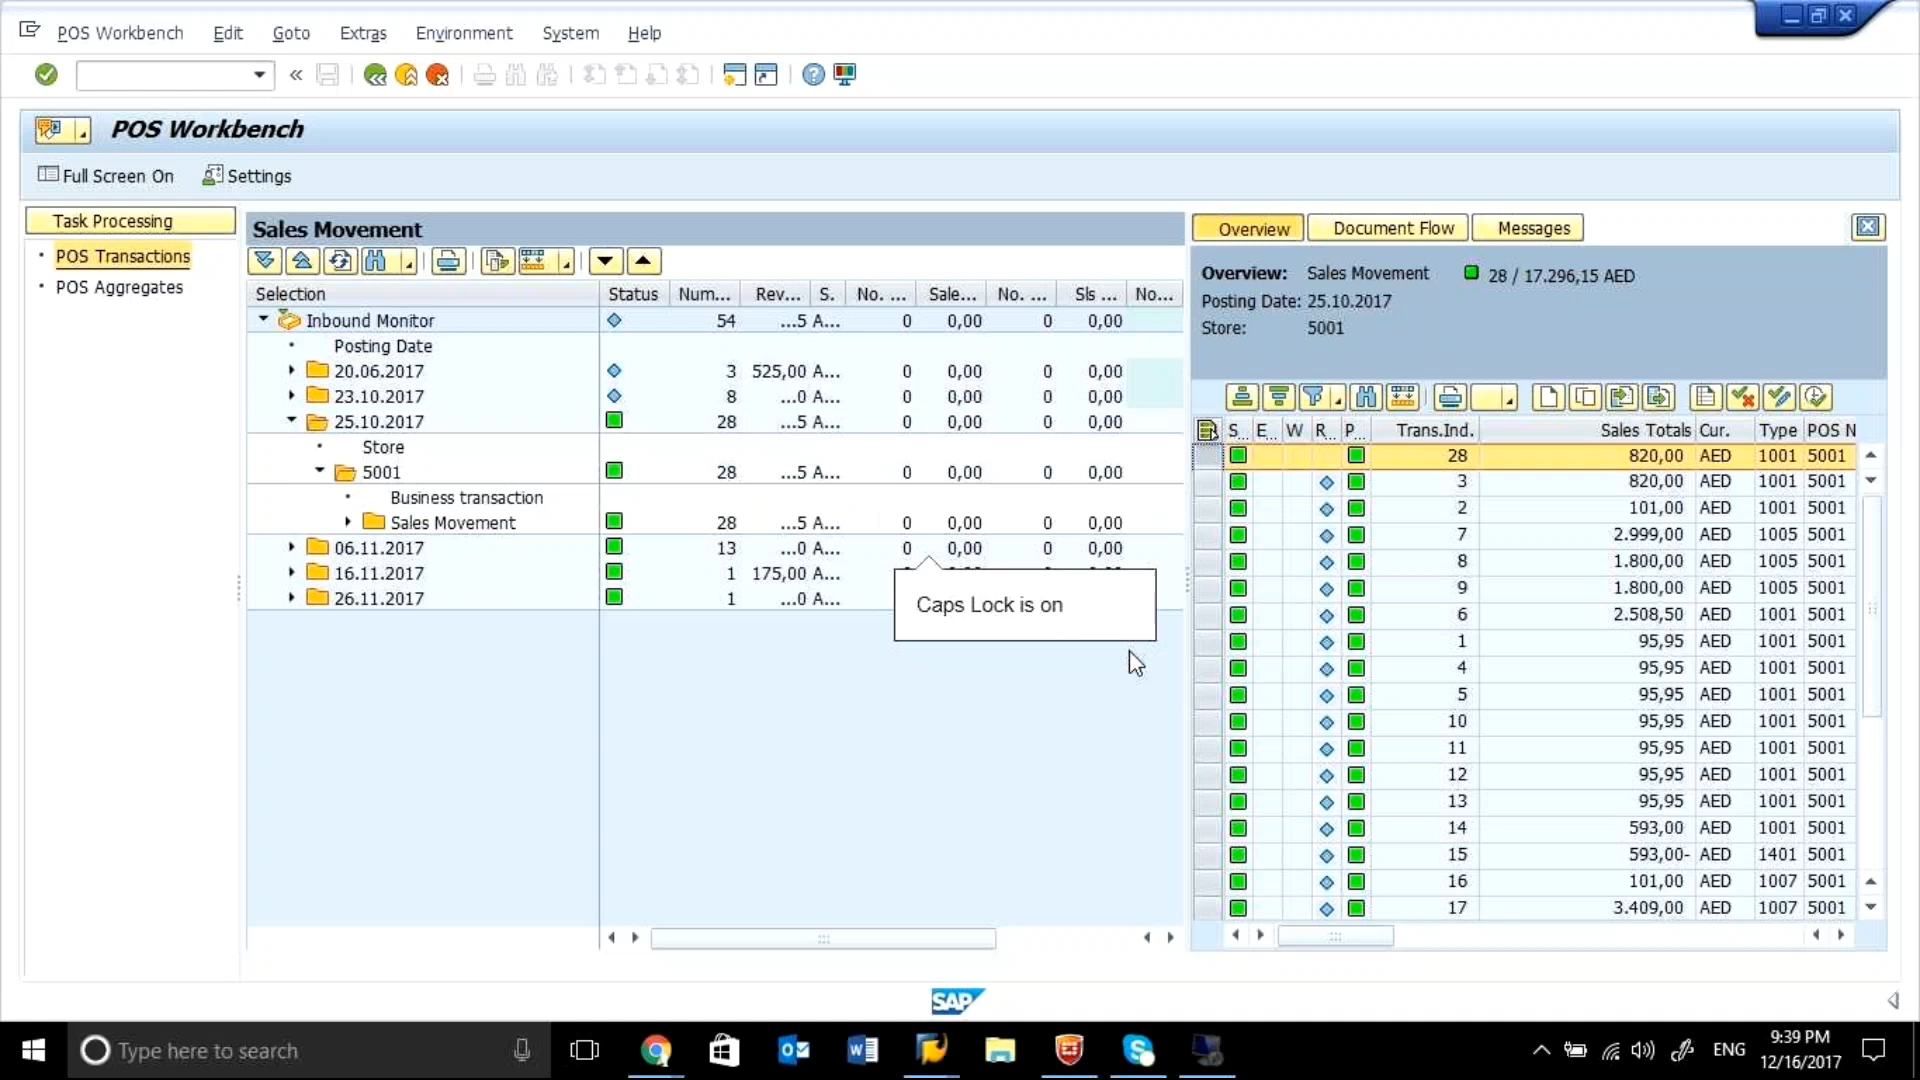 POS Workbench Edit Goto Extras Environment System Help
POS Workbench
Full Screen On Settings
Task Processing
POS Transactions
POS Aggregates
Sales Movement
Selection Status Num... Rev... S. No. ... Sale... No. ... Sls ... No...
Inbound Monitor 54 ...5 A... 0 0,00 0 0,00
Posting Date
20.06.2017 3 525,00 A... 0 0,00 0 0,00
23.10.2017 8 ...0 A... 0 0,00 0 0,00
25.10.2017 28 ...5 A... 0 0,00 0 0,00
Store
5001 28 ...5 A... 0 0,00 0 0,00
Business transaction
Sales Movement 28 ...5 A... 0 0,00 0 0,00
06.11.2017 13 ...0 A... 0 0,00 0 0,00
16.11.2017 1 175,00 A...
26.11.2017 1 ...0 A...
Caps Lock is on
Overview Document Flow Messages
Overview: Sales Movement 28 / 17.296,15 AED
Posting Date: 25.10.2017
Store: 5001
S.. E... W R... P... Trans.Ind. Sales Totals Cur. Type POS N
28 820,00 AED 1001 5001
3 820,00 AED 1001 5001
2 101,00 AED 1001 5001
7 2.999,00 AED 1005 5001
8 1.800,00 AED 1005 5001
9 1.800,00 AED 1005 5001
6 2.508,50 AED 1001 5001
1 95,95 AED 1001 5001
4 95,95 AED 1001 5001
5 95,95 AED 1001 5001
10 95,95 AED 1001 5001
11 95,95 AED 1001 5001
12 95,95 AED 1001 5001
13 95,95 AED 1001 5001
14 593,00 AED 1001 5001
15 593,00- AED 1401 5001
16 101,00 AED 1007 5001
17 3.409,00 AED 1007 5001
SAP
Type here to search
ENG
9:39 PM
12/16/2017